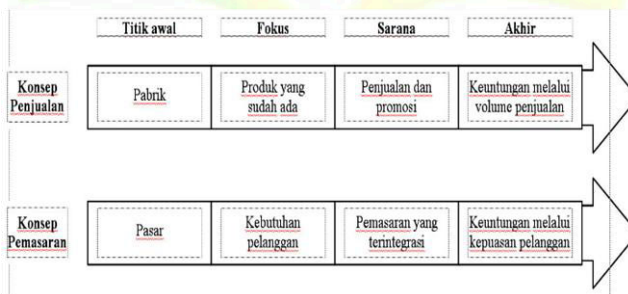 Titik awal Fokus Sarana Akhir
Konsep
Penjualan
Pabrik
Produk yang
sudah ada
Penjualan dan
promosi
Keuntungan melalui
volume penjualan
Konsep
Pemasaran
Pasar
Kebutuhan
pelanggan
Pemasaran yang
terintegrasi
Keuntungan melalui
kepuasan pelanggan